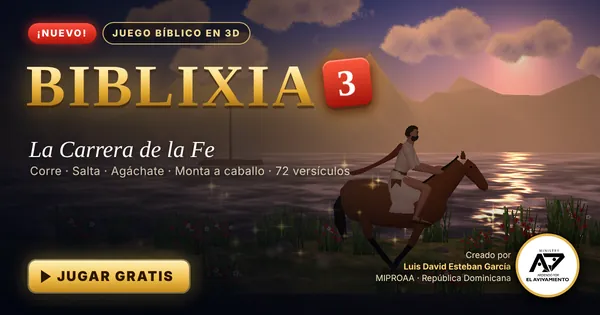 ¡NUEVO!
JUEGO BÍBLICO EN 3D
BIBLIXIA 3
La Carrera de la Fe
Corre · Salta · Agáchate · Monta a caballo · 72 versículos
▶ JUGAR GRATIS
Creado por
Luis David Esteban García
MIPROAA · República Dominicana
EL AVIVAMIENTO